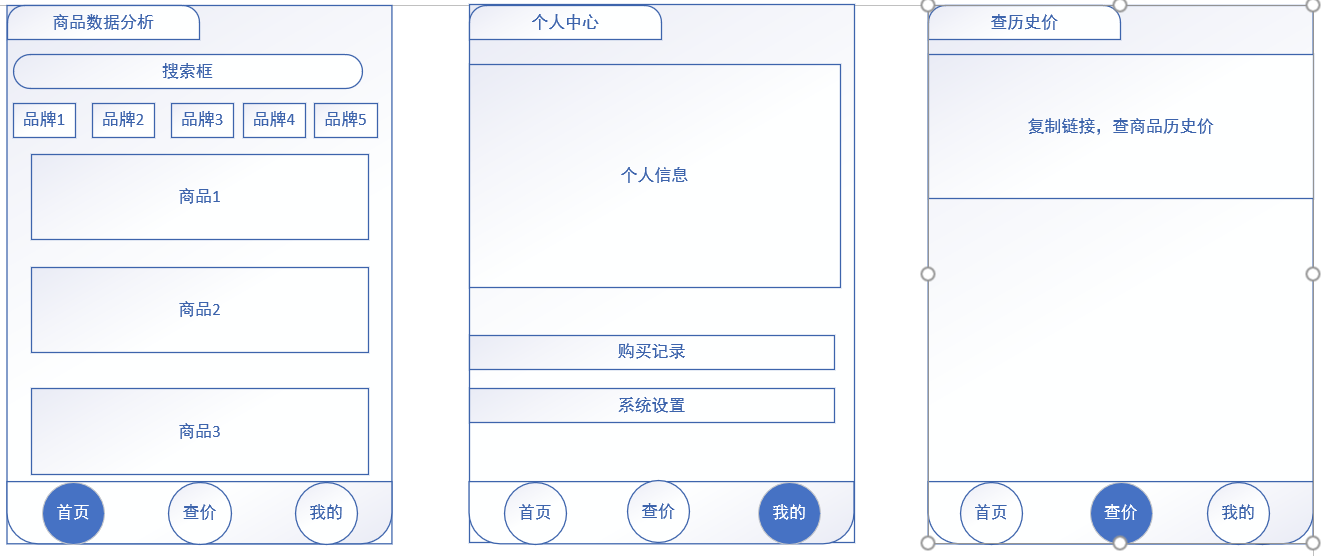 商品数据分析
搜索框
品牌1
品牌2
品牌3
品牌4
品牌5
商品1
商品2
商品3
首页
查价
我的
个人中心
个人信息
购买记录
系统设置
首页
查价
我的
查历史价
复制链接，查商品历史价
首页
查价
我的